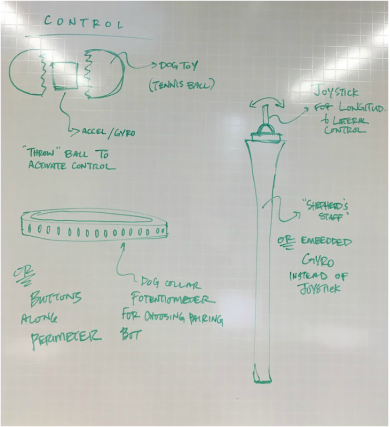 CONTROL
DOG TOY
(TENNIS BALL)
ACCEL/GYRO
"THROW" BALL TO
ACTIVATE CONTROL
JOYSTICK
FOR LONGITUD.
& LATERAL
CONTROL
"SHEPHERD'S
STAFF"
OR EMBEDDED
GYRO
INSTEAD OF
JOYSTICK
DOG COLLAR
POTENTIOMETER
FOR CHOOSING PAIRING
BOT
OR
BUTTONS
ALONG
PERIMETER